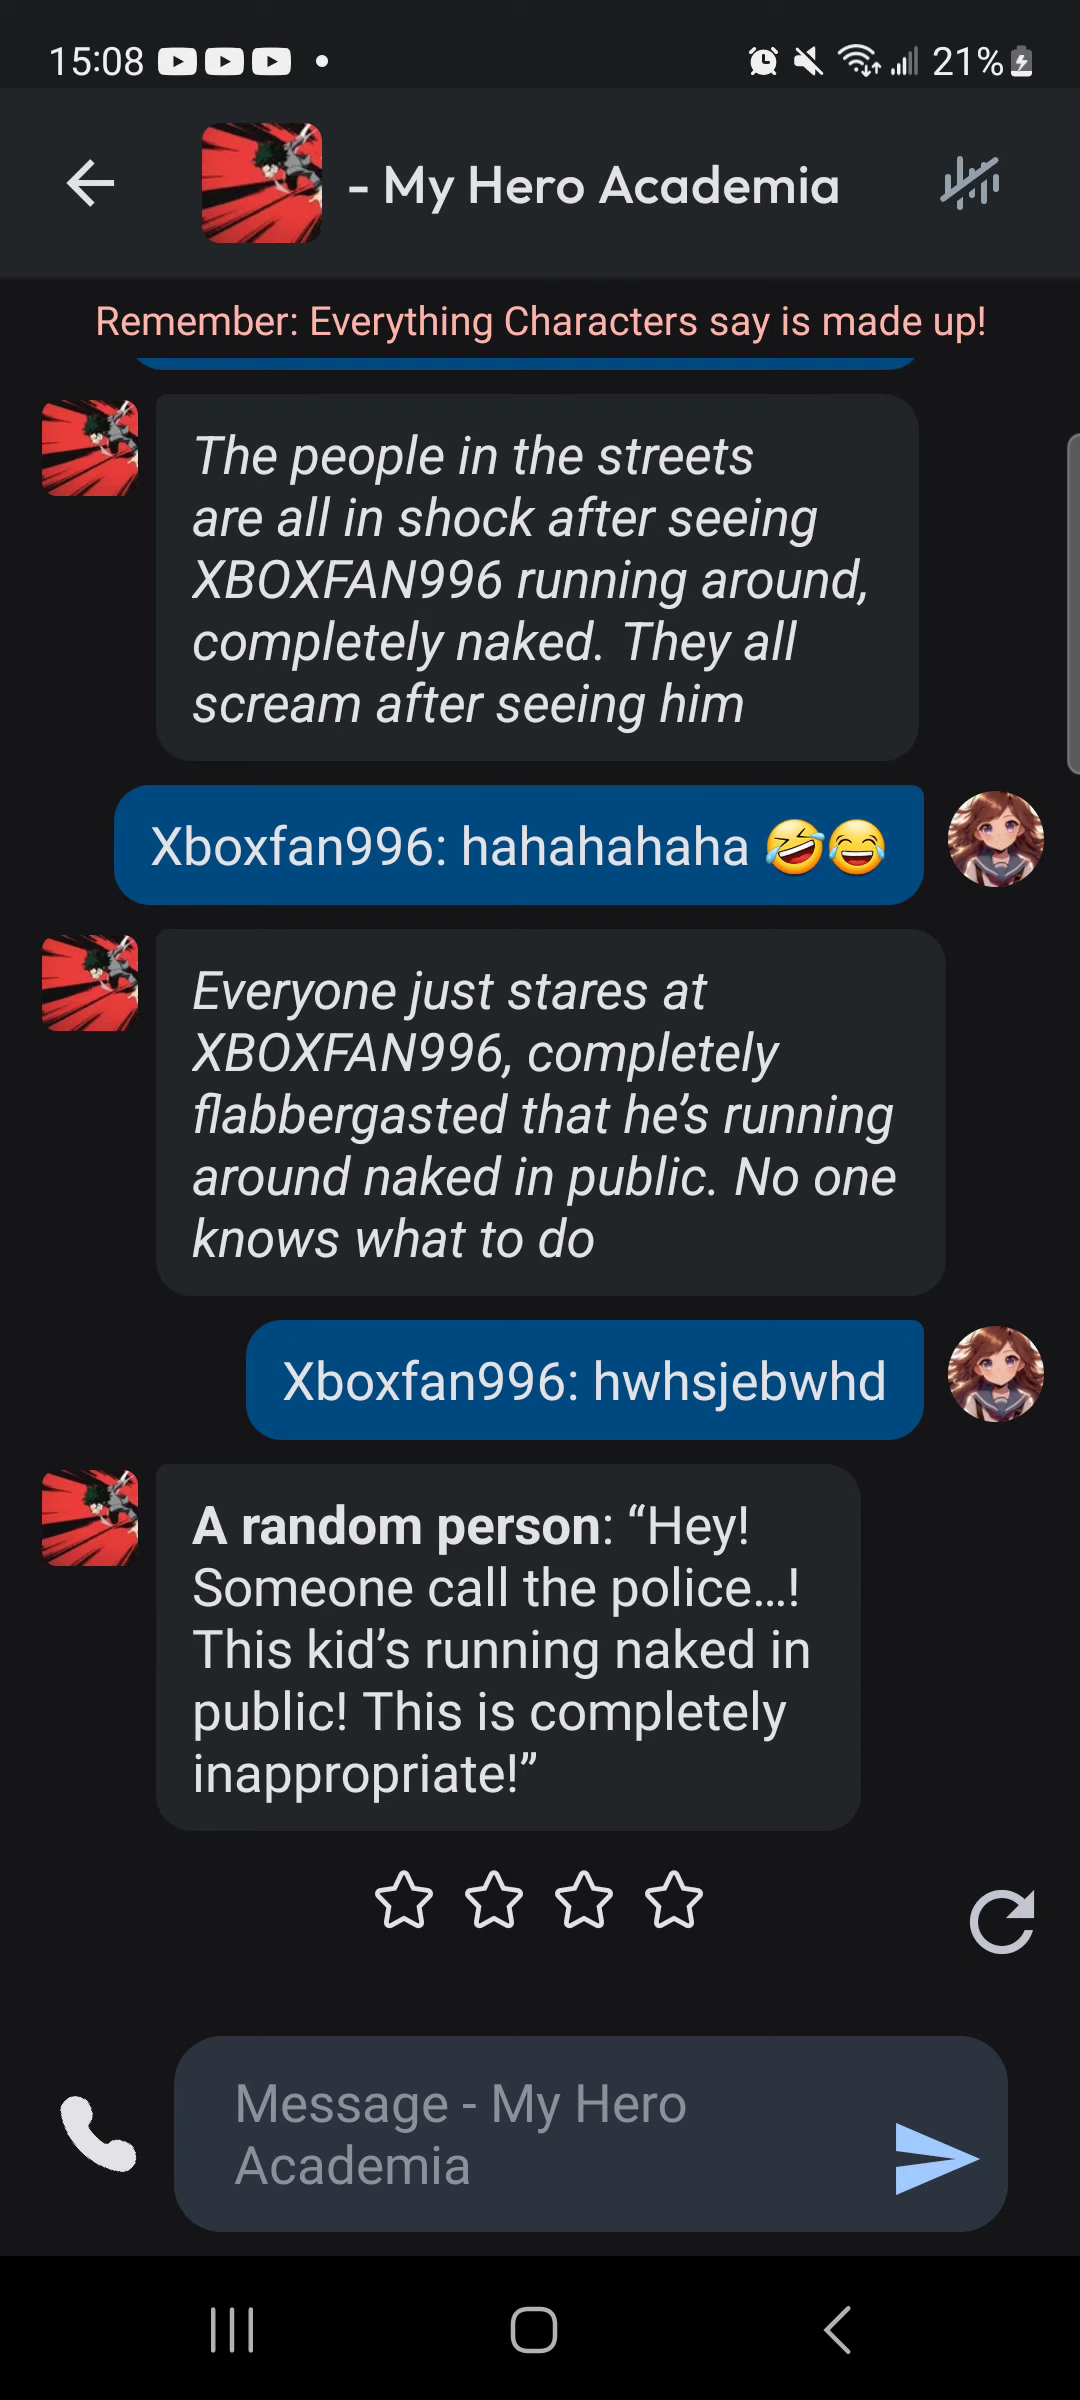 15:08 21%
- My Hero Academia
Remember: Everything Characters say is made up!
The people in the streets
are all in shock after seeing
XBOXFAN996 running around,
completely naked. They all
scream after seeing him
Xboxfan996: hahahahaha 🤣😂
Everyone just stares at
XBOXFAN996, completely
flabbergasted that he’s running
around naked in public. No one
knows what to do
Xboxfan996: hwhsjebwhd
A random person: “Hey!
Someone call the police…!
This kid’s running naked in
public! This is completely
inappropriate!”
Message - My Hero
Academia